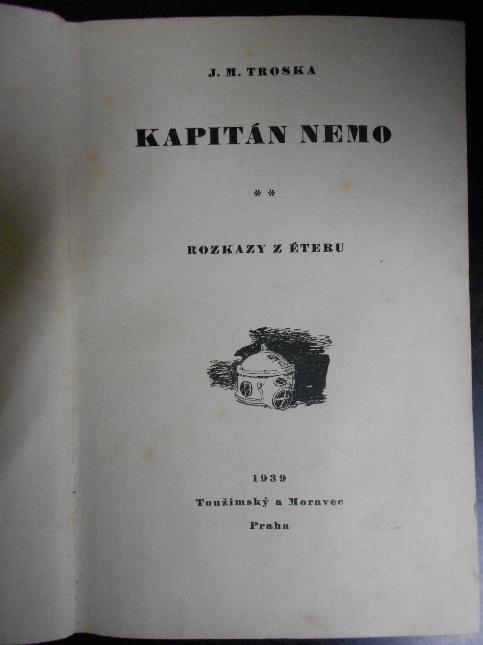 J. M. TROSKA
KAPITÁN NEMO
* *
ROZKAZY Z ÉTERU
1939
Toužimský a Moravec
Praha